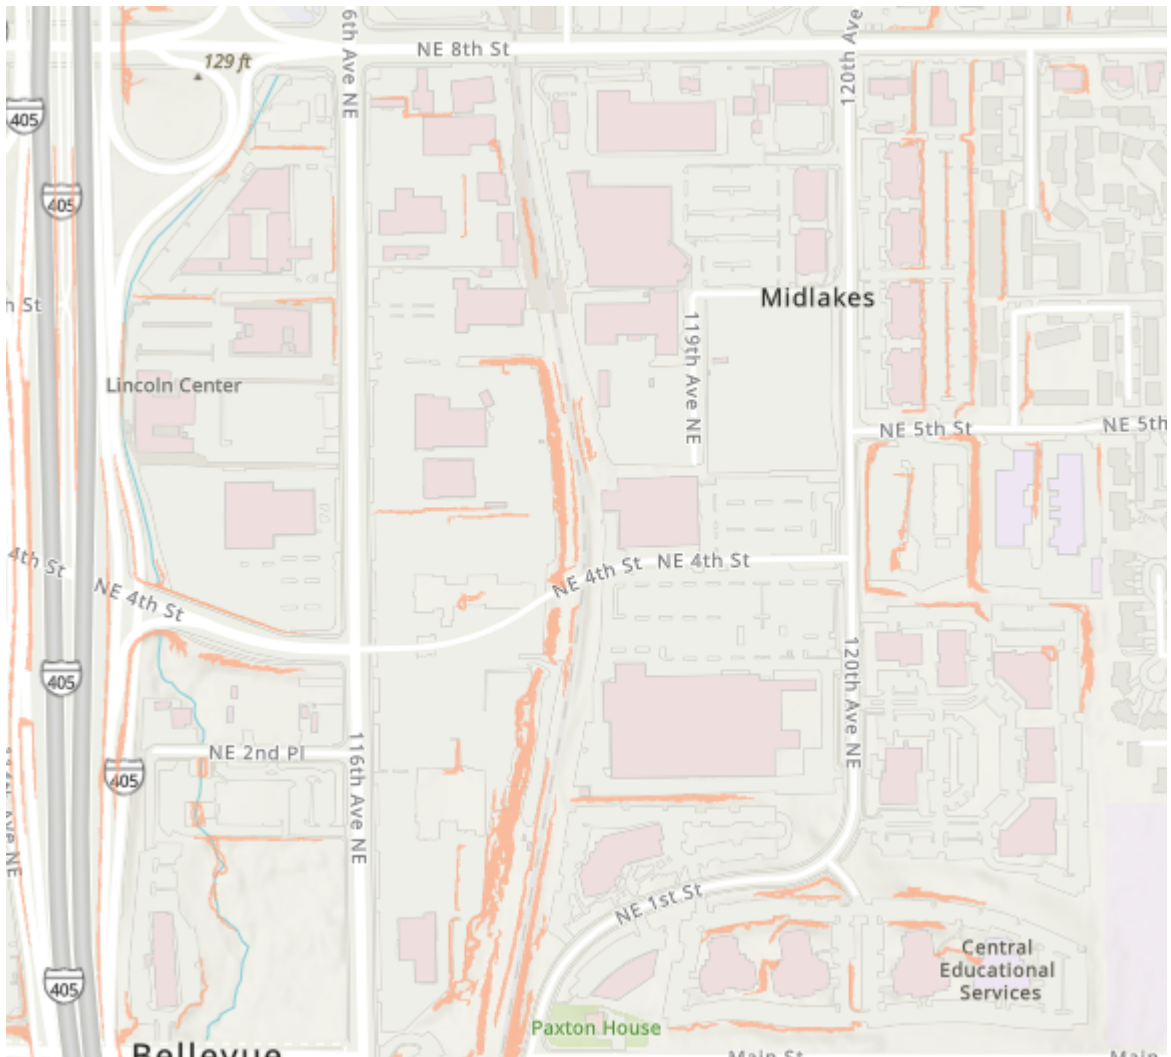 6th Ave NE
NE 8th St
120th Ave
129 ft
405
405
h St
Midlakes
119th Ave NE
Lincoln Center
NE 5th St
NE 5th
4th St
NE 4th St
NE 4th St
NE 4th St
405
120th Ave NE
NE 2nd Pl
116th Ave NE
405
Ave NE
NE 1st St
Central
Educational
Services
405
Paxton House
Bellevue
Main St
Main